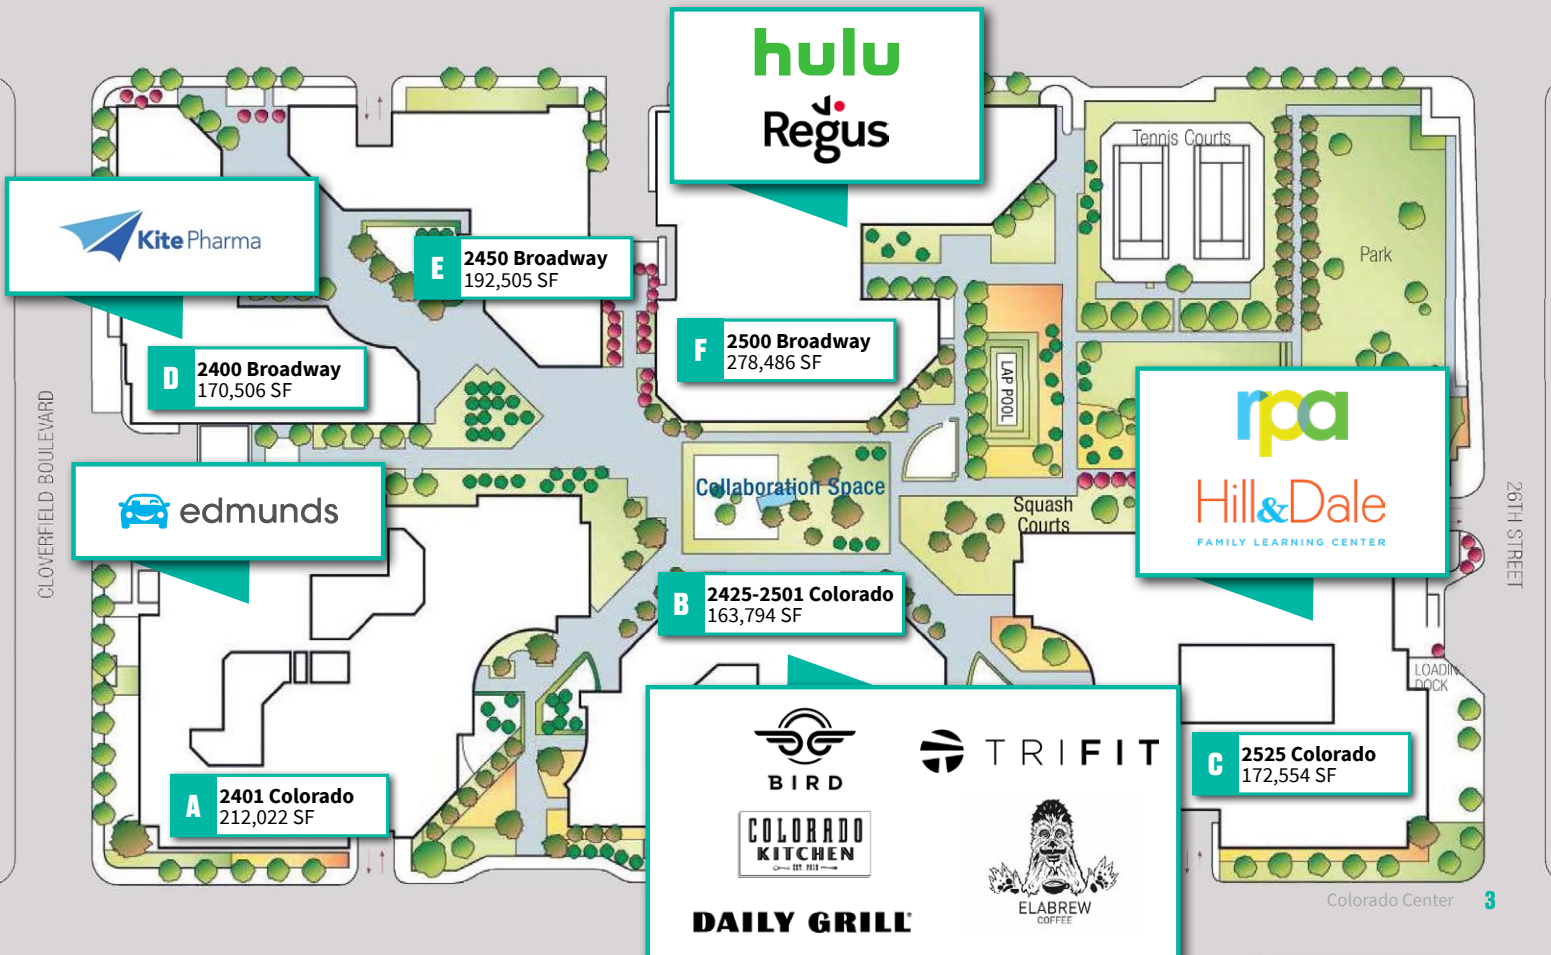 hulu
Regus
Tennis Courts
Kite Pharma
Park
E
2450 Broadway
192,505 SF
F
2500 Broadway
278,486 SF
D
2400 Broadway
170,506 SF
LAP POOL
rpa
Hill&Dale
FAMILY LEARNING CENTER
CLOVERFIELD BOULEVARD
26TH STREET
edmunds
Collaboration Space
Squash
Courts
B
2425-2501 Colorado
163,794 SF
LOADING
DOCK
BIRD
TRIFIT
C
2525 Colorado
172,554 SF
A
2401 Colorado
212,022 SF
COLORADO
KITCHEN
ELABREW
COFFEE
DAILY GRILL
Colorado Center 3